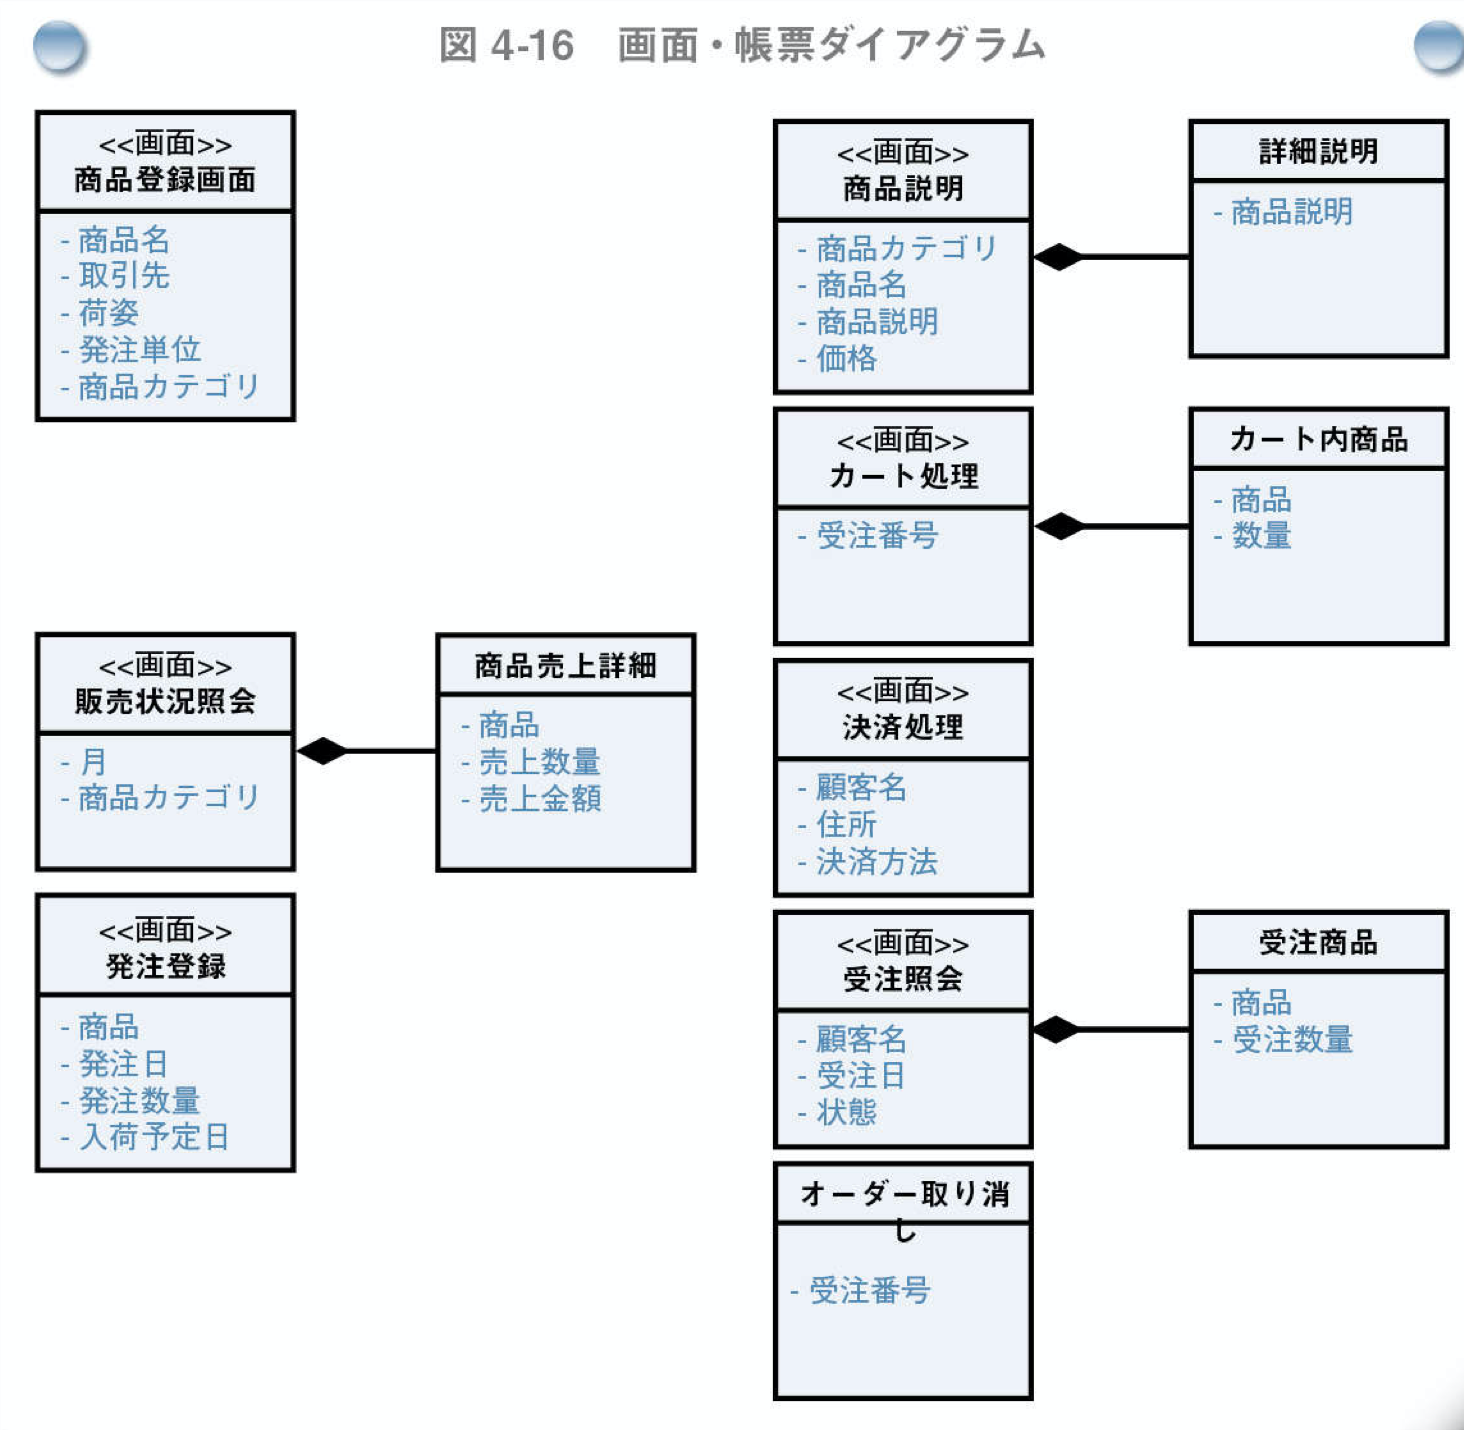 図 4-16　画面・帳票ダイアグラム
<<画面>>
商品登録画面
- 商品名
- 取引先
- 荷姿
- 発注単位
- 商品カテゴリ
<<画面>>
販売状況照会
- 月
- 商品カテゴリ
商品売上詳細
- 商品
- 売上数量
- 売上金額
<<画面>>
発注登録
- 商品
- 発注日
- 発注数量
- 入荷予定日
<<画面>>
商品説明
- 商品カテゴリ
- 商品名
- 商品説明
- 価格
詳細説明
- 商品説明
<<画面>>
カート処理
- 受注番号
カート内商品
- 商品
- 数量
<<画面>>
決済処理
- 顧客名
- 住所
- 決済方法
<<画面>>
受注照会
- 顧客名
- 受注日
- 状態
受注商品
- 商品
- 受注数量
オーダー取り消
し
- 受注番号